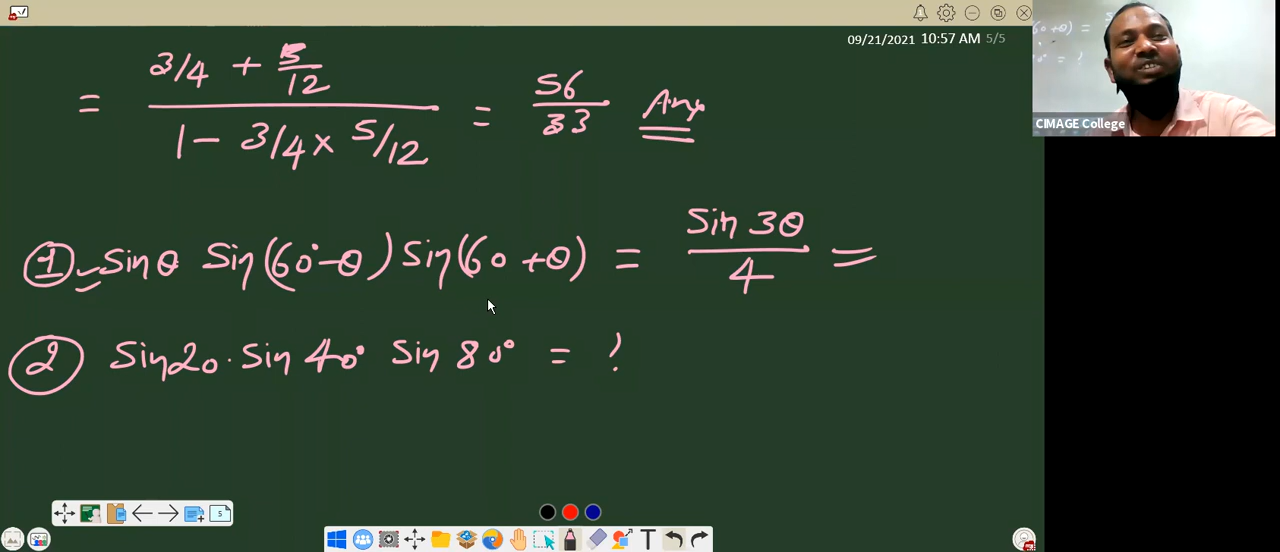 09/21/2021 10:57 AM 5/5
CIMAGE College
= (3/4 + 5/12) / (1 - 3/4 × 5/12) = 56/33 Ans
① Sinθ Sin(60°-θ) Sin(60+θ) = Sin 3θ / 4 =
② Sin20 . Sin 40° Sin 80° = ?
5